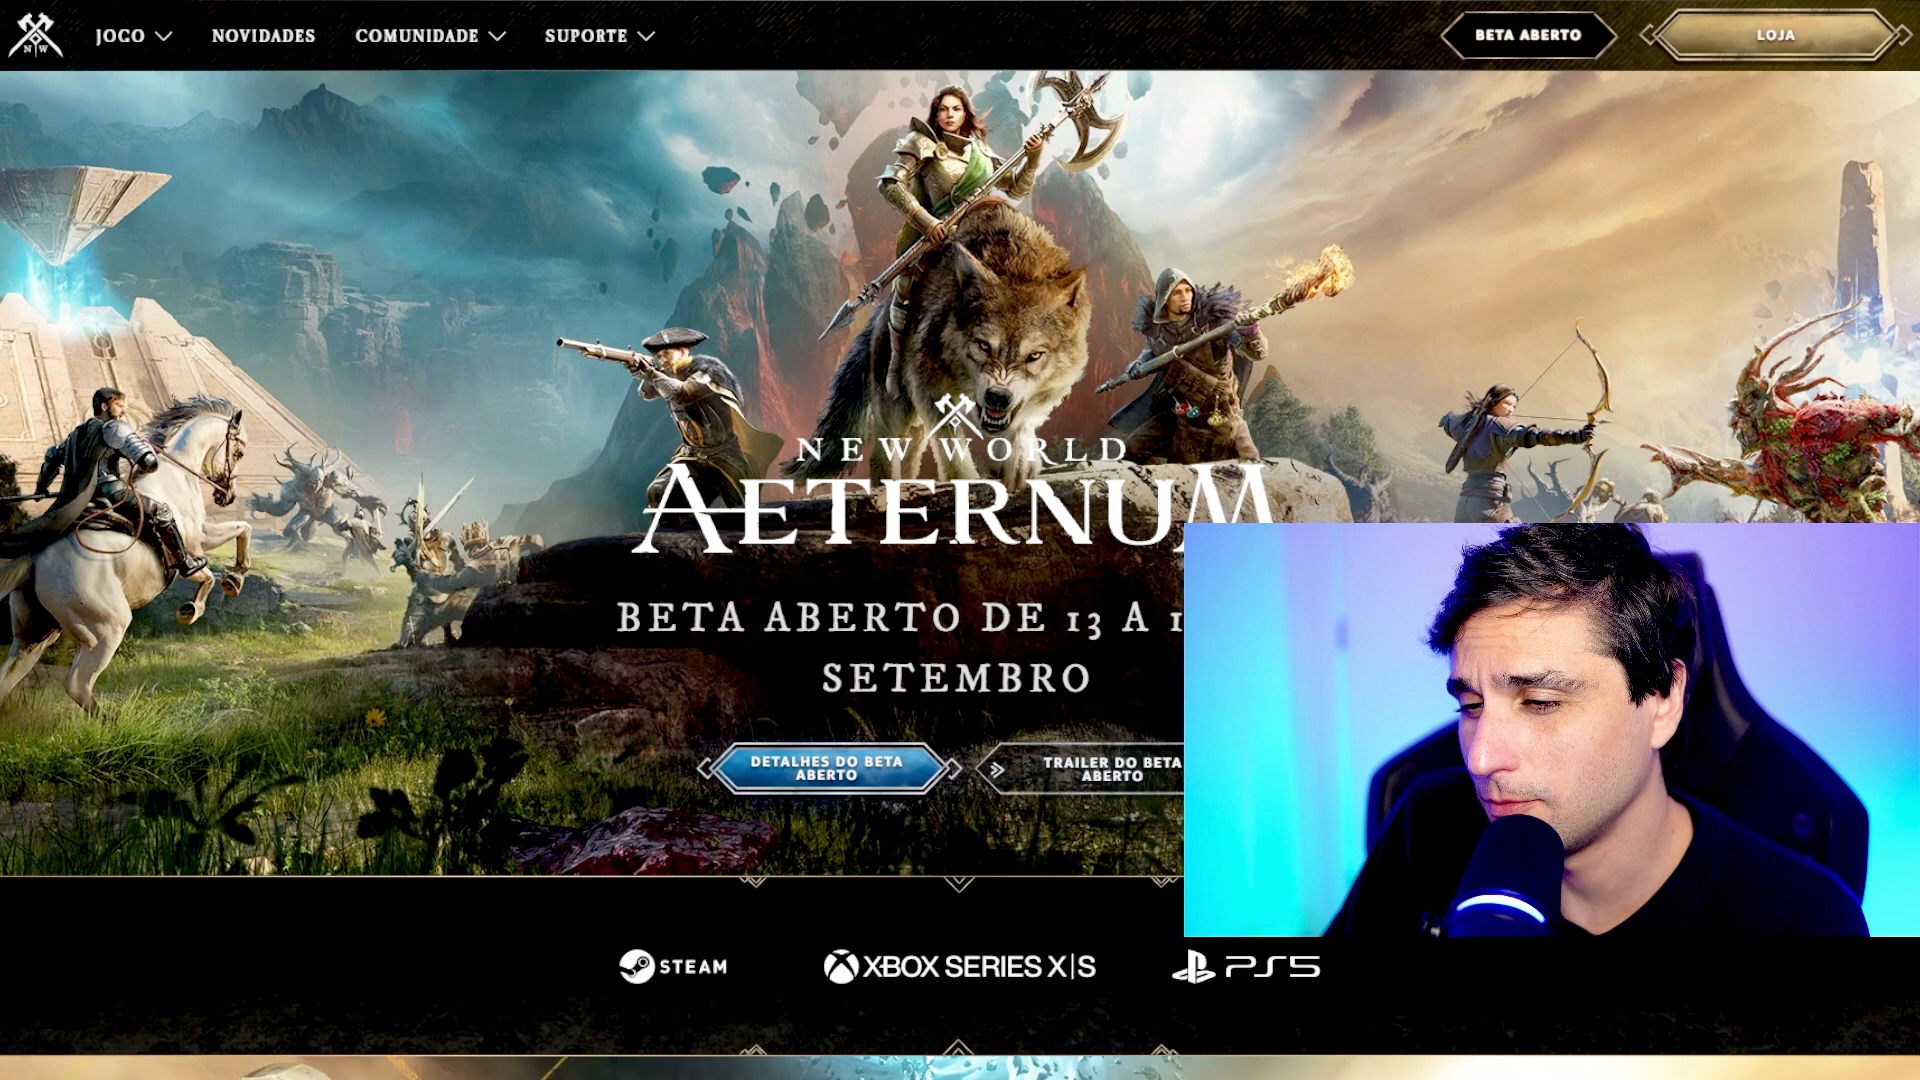 JOGO
NOVIDADES
COMUNIDADE
SUPORTE
BETA ABERTO
LOJA
N W
NEW WORLD
AETERNUM
BETA ABERTO DE 13 A
SETEMBRO
DETALHES DO BETA
ABERTO
TRAILER DO BETA
ABERTO
STEAM
XBOX SERIES X|S
PS5